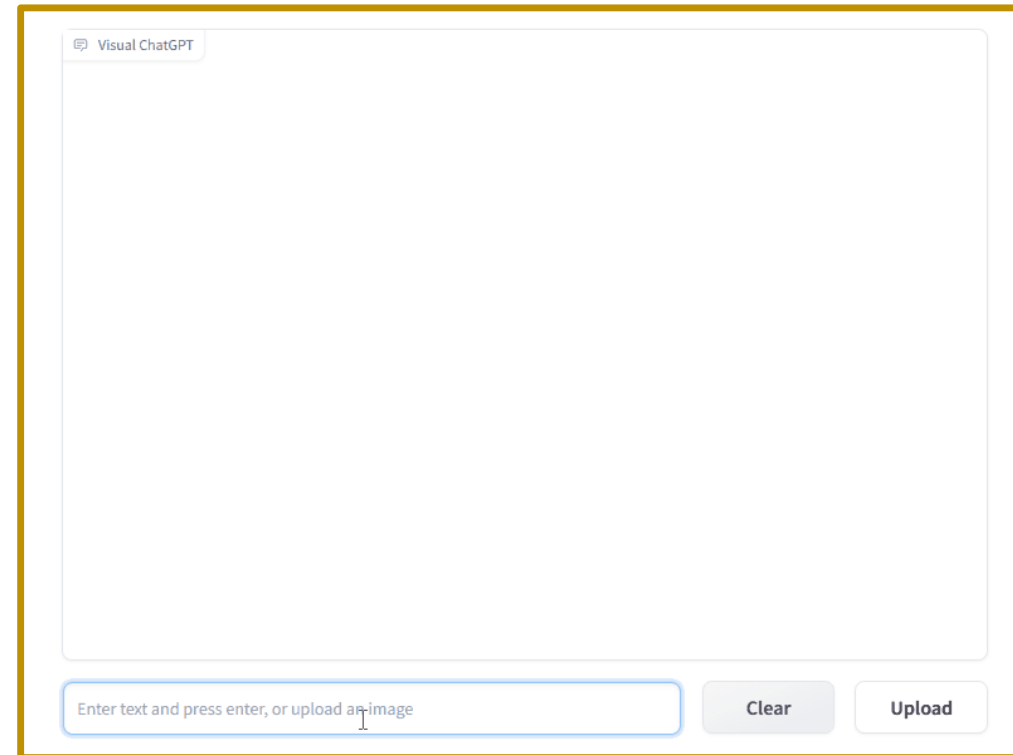 Visual ChatGPT
Enter text and press enter, or upload an image
Clear
Upload